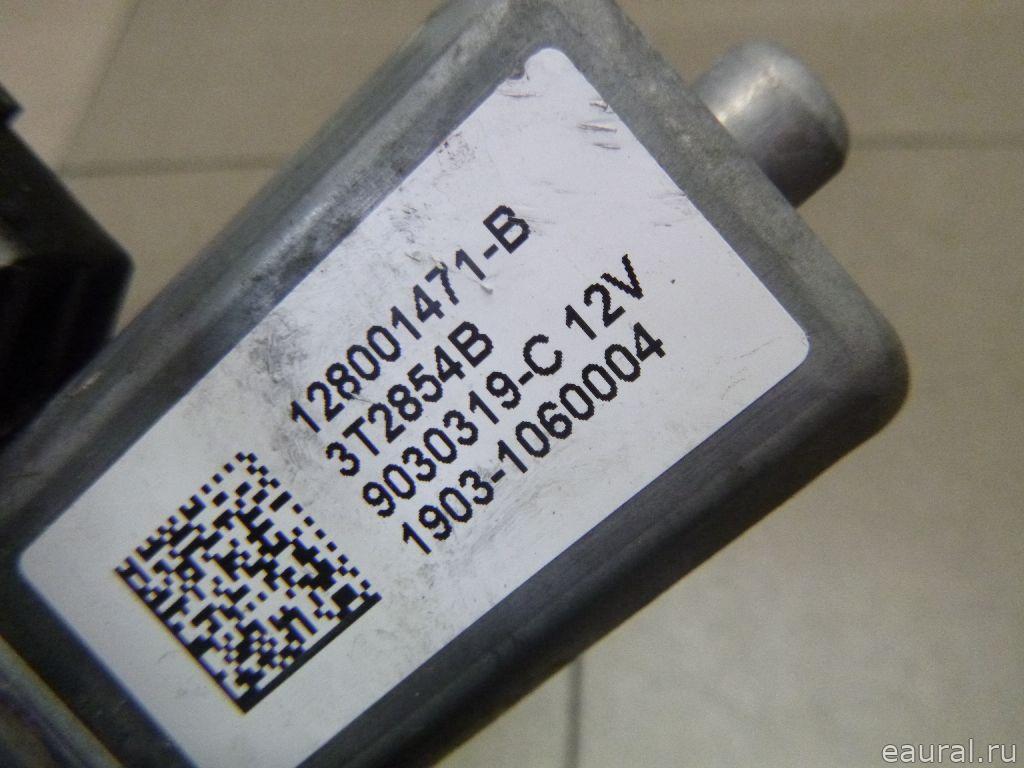 128001471-B
3T2854B
9030319-C 12V
1903-1060004
eaural.ru